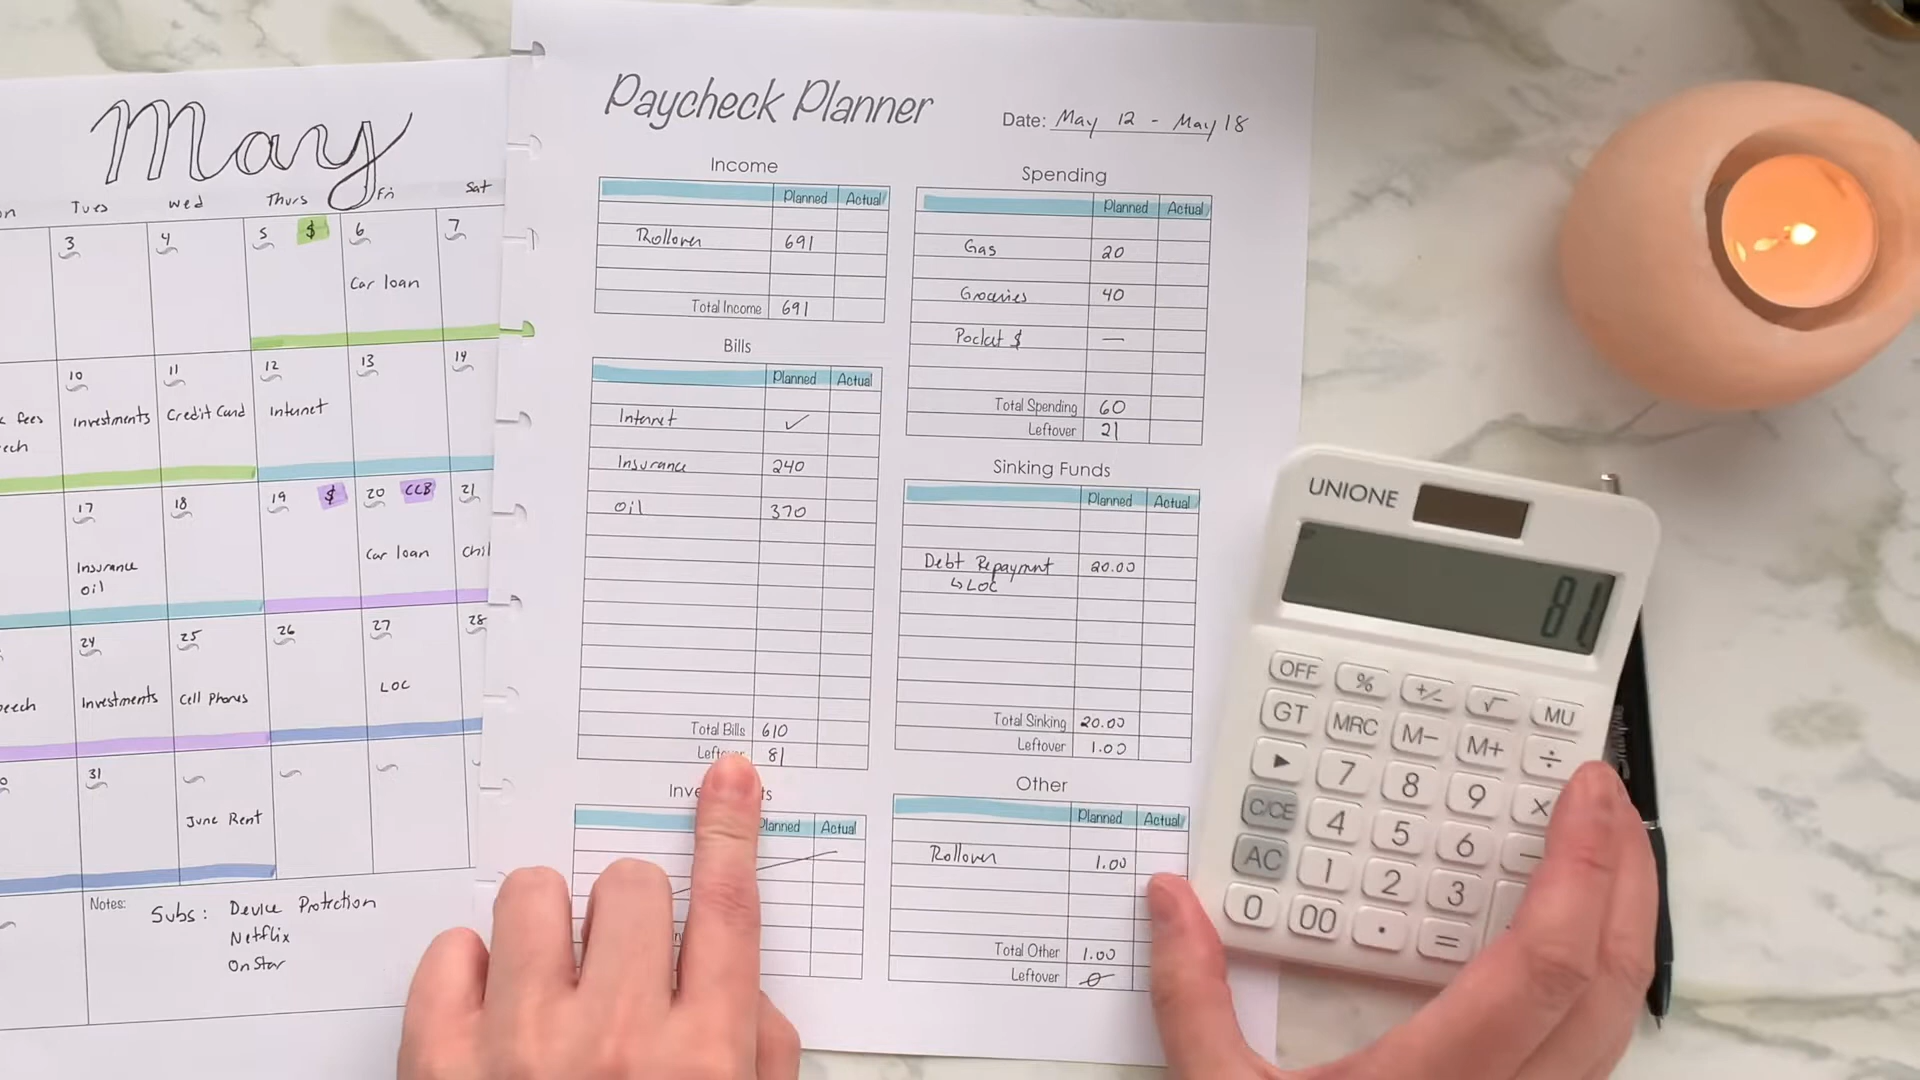 May
Tues Wed Thurs Fri Sat
3 4 5 $ 6 7
Car loan
10 11 12 13 14
fees Investments Credit Card Internet
17 18 19 $ 20 CCB 21
Insurance Car loan
oil
24 25 26 27 28
Investments Cell Phones LOC
31
June Rent
Notes: Subs: Device Protection
Netflix
OnStar
Paycheck Planner
Date: May 12 - May 18
Income
Planned Actual
Rollover 691
Total Income 691
Bills
Planned Actual
Internet ✓
Insurance 240
Oil 370
Total Bills 610
Leftover 81
Planned Actual
Spending
Planned Actual
Gas 20
Groceries 40
Pocket $ —
Total Spending 60
Leftover 21
Sinking Funds
Planned Actual
Debt Repayment 20.00
↳ LOC
Total Sinking 20.00
Leftover 1.00
Other
Planned Actual
Rollover 1.00
Total Other 1.00
Leftover 0
UNIONE
81
OFF % +/- √ MU
GT MRC M− M+ ÷
▶ 7 8 9 X
C/CE 4 5 6 −
AC 1 2 3
0 00 . =